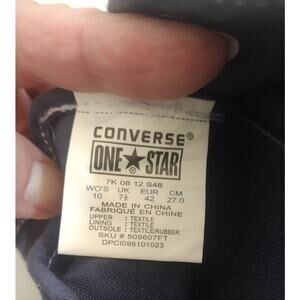 CONVERSE®
ONE★STAR
7K 08 12 S48
WO'S UK EUR CM
10 7½ 42 27.0
MADE IN CHINA
FABRIQUÉ EN CHINE
UPPER : TEXTILE
LINING : TEXTILE
OUTSOLE : TEXTILE/RUBBER
SKU # 509607FT
DPCI098101023